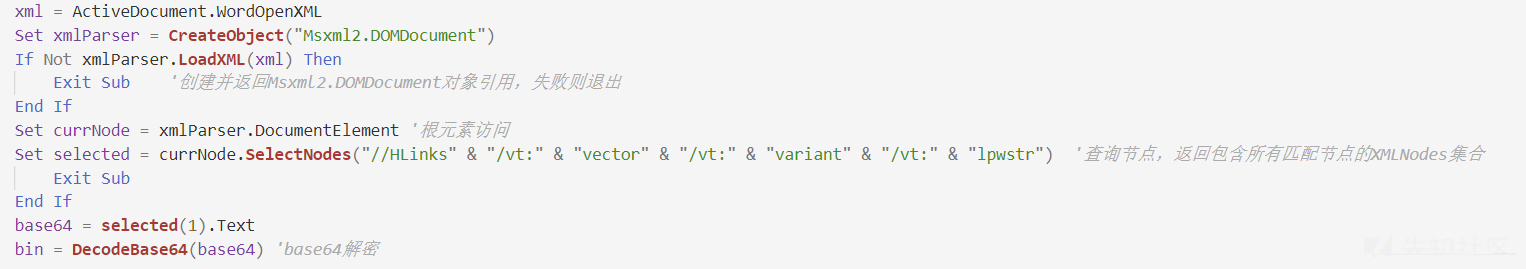 xml = ActiveDocument.WordOpenXML
Set xmlParser = CreateObject("Msxml2.DOMDocument")
If Not xmlParser.LoadXML(xml) Then
    Exit Sub    '创建并返回Msxml2.DOMDocument对象引用，失败则退出
End If
Set currNode = xmlParser.DocumentElement '根元素访问
Set selected = currNode.SelectNodes("//HLinks" & "/vt:" & "vector" & "/vt:" & "variant" & "/vt:" & "lpwstr")  '查询节点，返回包含所有匹配节点的XMLNodes集合
    Exit Sub
End If
base64 = selected(1).Text
bin = DecodeBase64(base64) 'base64解密